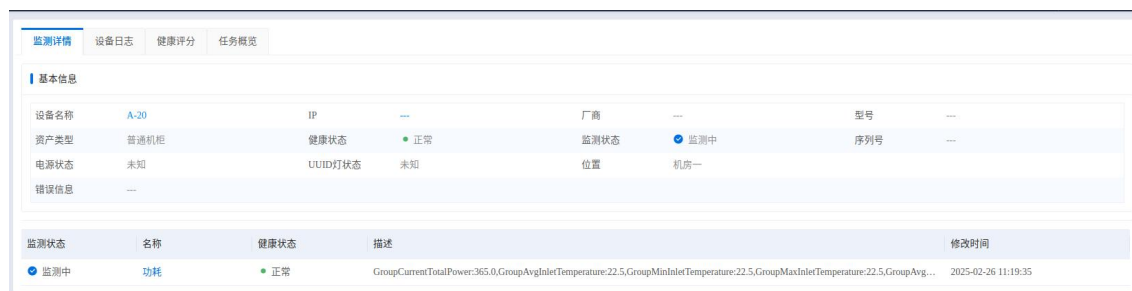 监测详情 设备日志 健康评分 任务概览
基本信息
设备名称 A-20 IP --- 厂商 --- 型号 ---
资产类型 普通机柜 健康状态 正常 监测状态 监测中 序列号 ---
电源状态 未知 UUID灯状态 未知 位置 机房一
错误信息 ---
监测状态 名称 健康状态 描述 修改时间
监测中 功耗 正常 GroupCurrentTotalPower:365.0,GroupAvgInletTemperature:22.5,GroupMinInletTemperature:22.5,GroupMaxInletTemperature:22.5,GroupAvg... 2025-02-26 11:19:35